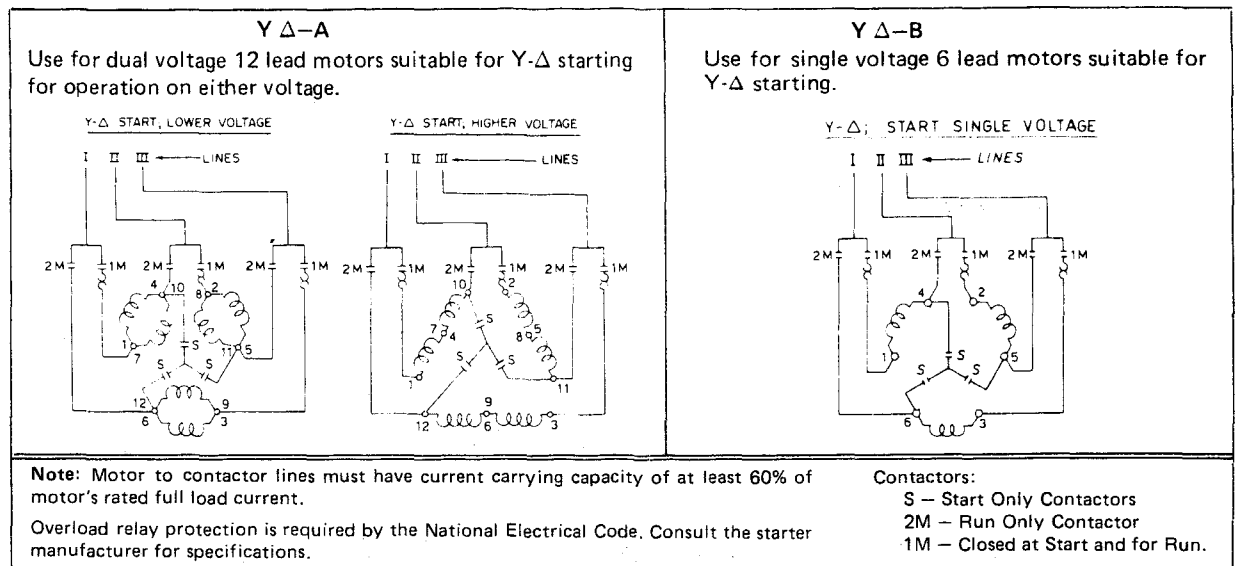 Y Δ–A
Use for dual voltage 12 lead motors suitable for Y-Δ starting
for operation on either voltage.
Y-Δ START, LOWER VOLTAGE
I II III LINES
2M 1M 2M 1M 2M 1M
4 10 8 2
1 7 11 5
S
S S
12 9
6 3
Y-Δ START, HIGHER VOLTAGE
I II III LINES
2M 1M 2M 1M 2M 1M
10 2
7 4 S 8 5
S S
1 11
12 9 6 3
Y Δ–B
Use for single voltage 6 lead motors suitable for
Y-Δ starting.
Y-Δ; START SINGLE VOLTAGE
I II III LINES
2M 1M 2M 1M 2M 1M
4 2
1 S 5
S S
6 3
Note: Motor to contactor lines must have current carrying capacity of at least 60% of
motor's rated full load current.
Overload relay protection is required by the National Electrical Code. Consult the starter
manufacturer for specifications.
Contactors:
S – Start Only Contactors
2M – Run Only Contactor
1M – Closed at Start and for Run.